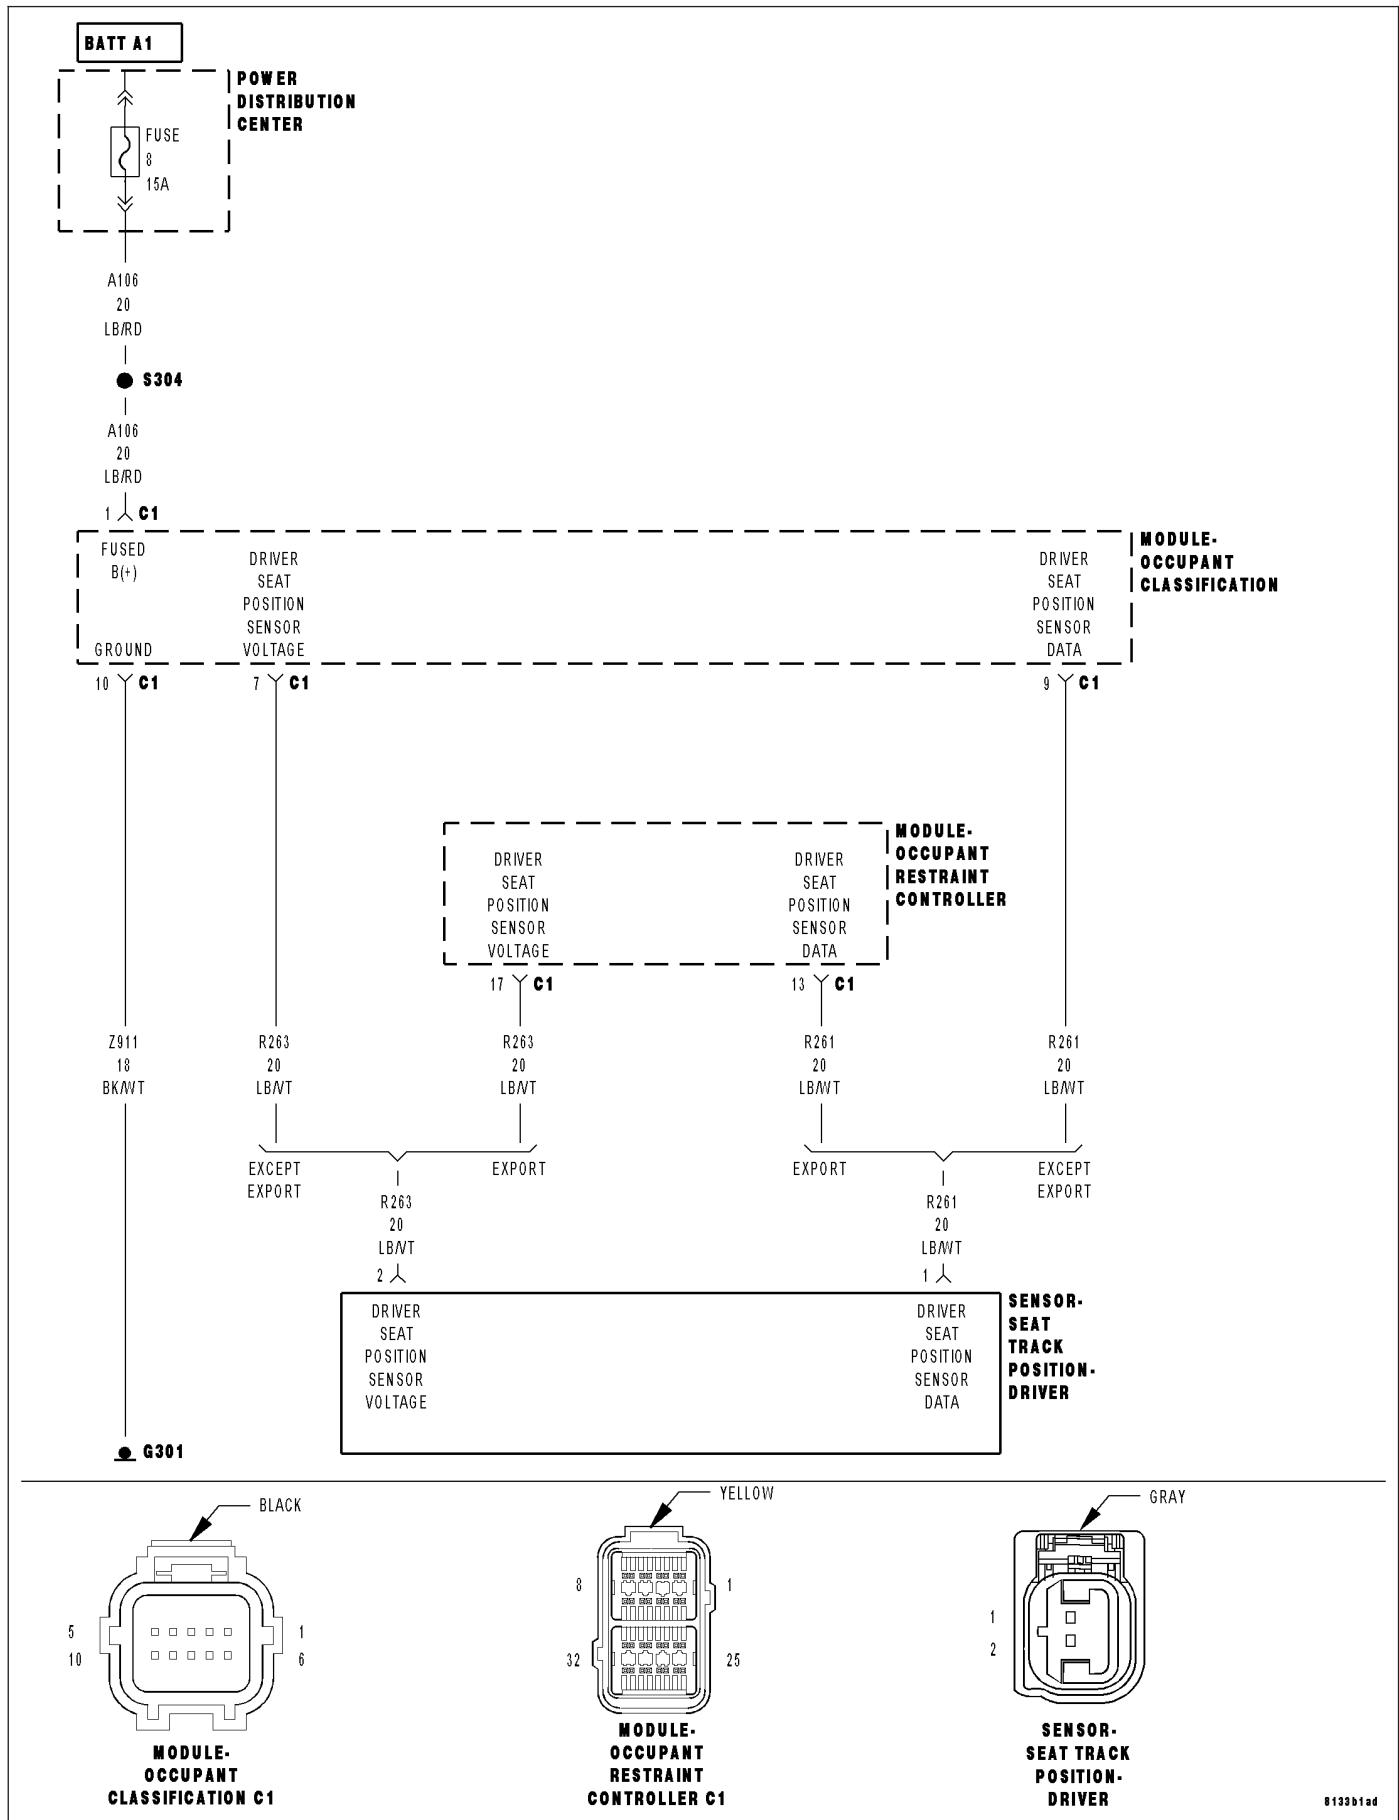 BATT A1
POWER
DISTRIBUTION
CENTER
FUSE
8
15A
A106
20
LB/RD
S304
A106
20
LB/RD
1 C1
FUSED
B(+)
GROUND
DRIVER
SEAT
POSITION
SENSOR
VOLTAGE
DRIVER
SEAT
POSITION
SENSOR
DATA
MODULE-
OCCUPANT
CLASSIFICATION
10 C1
7 C1
9 C1
DRIVER
SEAT
POSITION
SENSOR
VOLTAGE
DRIVER
SEAT
POSITION
SENSOR
DATA
MODULE-
OCCUPANT
RESTRAINT
CONTROLLER
17 C1
13 C1
Z911
18
BK/WT
R263
20
LB/VT
R263
20
LB/VT
R261
20
LB/WT
R261
20
LB/WT
EXCEPT
EXPORT
EXPORT
EXPORT
EXCEPT
EXPORT
R263
20
LB/VT
2
R261
20
LB/WT
1
DRIVER
SEAT
POSITION
SENSOR
VOLTAGE
DRIVER
SEAT
POSITION
SENSOR
DATA
SENSOR-
SEAT
TRACK
POSITION-
DRIVER
G301
BLACK
5
10
1
6
MODULE-
OCCUPANT
CLASSIFICATION C1
YELLOW
8
1
32
25
MODULE-
OCCUPANT
RESTRAINT
CONTROLLER C1
GRAY
1
2
SENSOR-
SEAT TRACK
POSITION-
DRIVER
8133b1ad